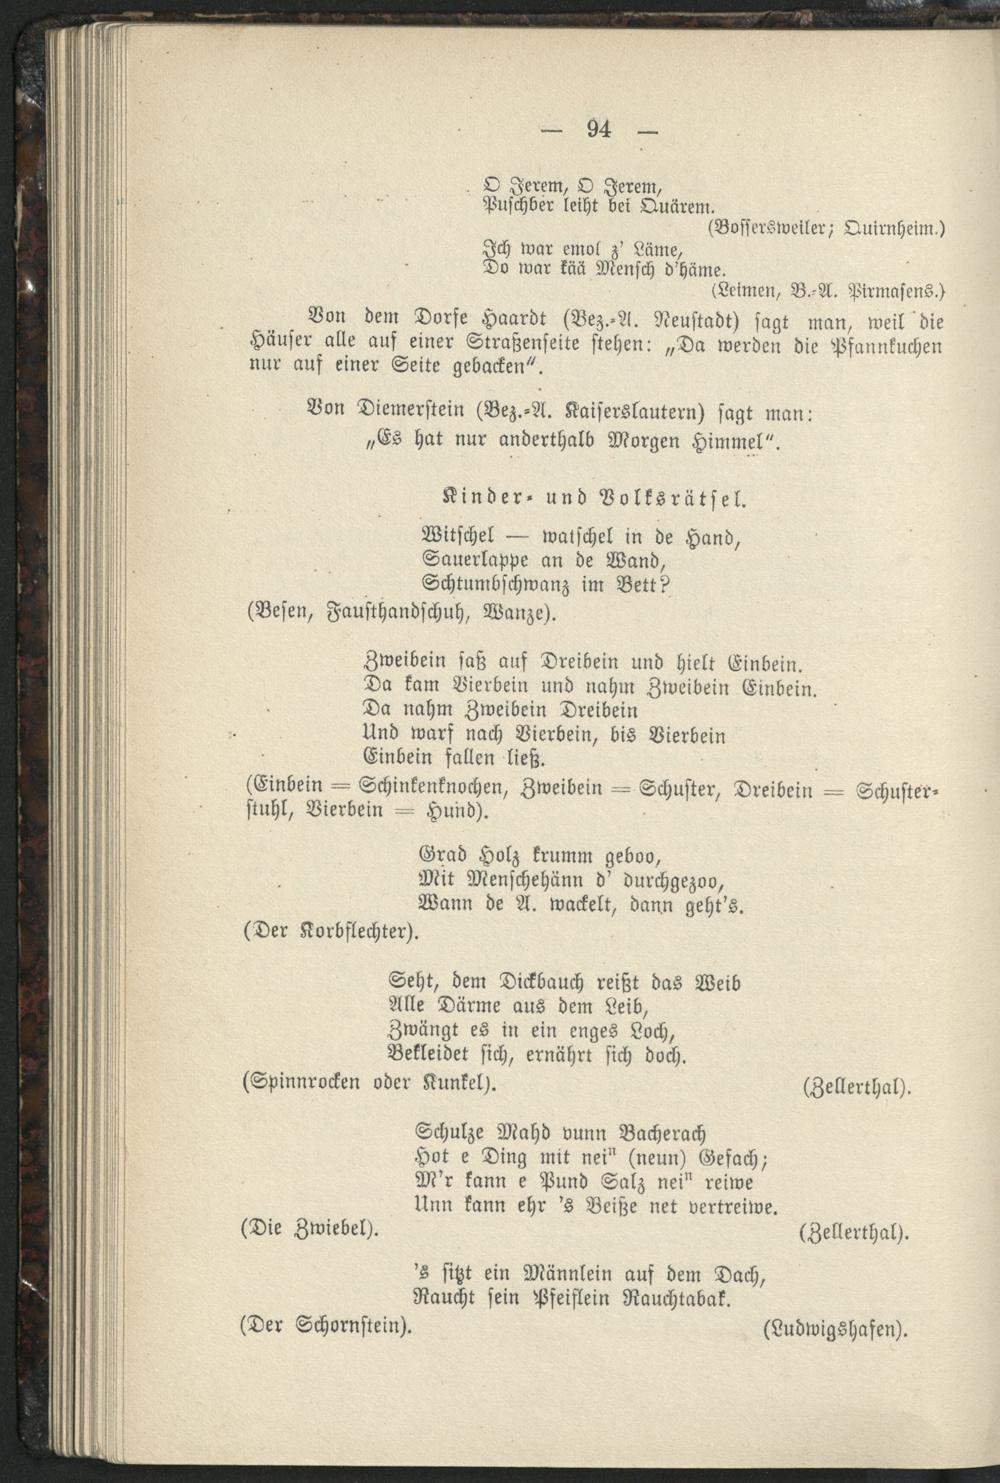 — 94 —
O Jerem, O Jerem,
Puschber leiht bei Quärem.
(Bossersweiler; Quirnheim.)
Ich war emol z' Läme,
Do war kää Mensch d'häme.
(Leimen, B.-A. Pirmasens.)
Von dem Dorfe Haardt (Bez.-A. Neustadt) sagt man, weil die
Häuser alle auf einer Straßenseite stehen: „Da werden die Pfannkuchen
nur auf einer Seite gebacken“.
Von Diemerstein (Bez.-A. Kaiserslautern) sagt man:
„Es hat nur anderthalb Morgen Himmel“.
Kinder- und Volksrätsel.
Witschel — watschel in de Hand,
Sauerlappe an de Wand,
Schtumbschwanz im Bett?
(Besen, Fausthandschuh, Wanze).
Zweibein saß auf Dreibein und hielt Einbein.
Da kam Vierbein und nahm Zweibein Einbein.
Da nahm Zweibein Dreibein
Und warf nach Vierbein, bis Vierbein
Einbein fallen ließ.
(Einbein = Schinkenknochen, Zweibein = Schuster, Dreibein = Schuster-
stuhl, Vierbein = Hund).
Grad Holz krumm geboo,
Mit Menschehänn d' durchgezoo,
Wann de A. wackelt, dann geht's.
(Der Korbflechter).
Seht, dem Dickbauch reißt das Weib
Alle Därme aus dem Leib,
Zwängt es in ein enges Loch,
Bekleidet sich, ernährt sich doch.
(Spinnrocken oder Kunkel). (Zellerthal).
Schulze Mahd vunn Bacherach
Hot e Ding mit neiⁿ (neun) Gefach;
M'r kann e Pund Salz neiⁿ reiwe
Unn kann ehr 's Beiße net vertreiwe.
(Die Zwiebel). (Zellerthal).
's sitzt ein Männlein auf dem Dach,
Raucht sein Pfeiflein Rauchtabak.
(Der Schornstein). (Ludwigshafen).